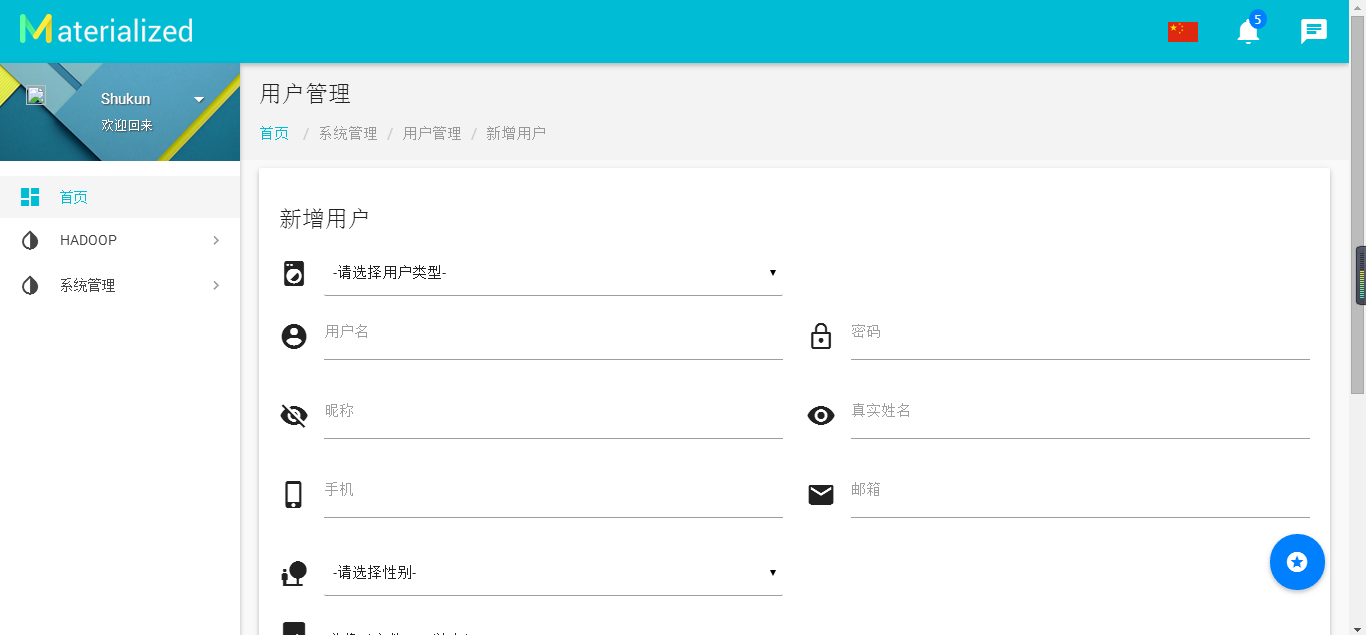 Materialized
5
Shukun
欢迎回来
首页
HADOOP
系统管理
用户管理
首页 / 系统管理 / 用户管理 / 新增用户
新增用户
-请选择用户类型-
用户名
密码
昵称
真实姓名
手机
邮箱
-请选择性别-